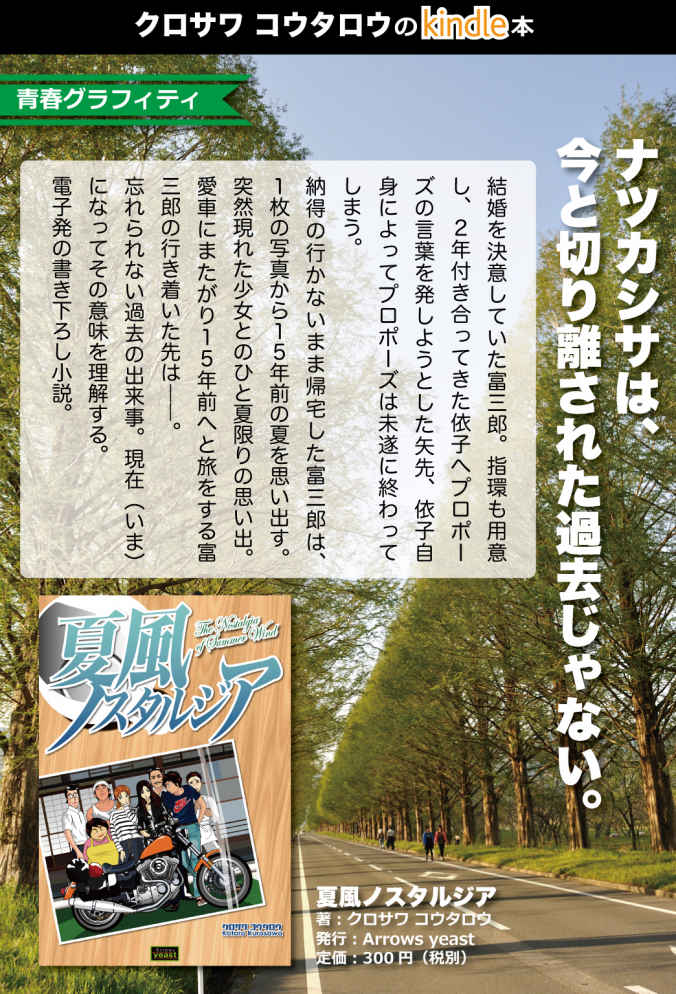 クロサワ コウタロウのkindle本
青春グラフィティ
ナツカシサは、
今と切り離された過去じゃない。
結婚を決意していた富三郎。指環も用意
し、2年付き合ってきた依子へプロポー
ズの言葉を発しようとした矢先、依子自
身によってプロポーズは未遂に終わって
しまう。
納得の行かないまま帰宅した富三郎は、
1枚の写真から15年前の夏を思い出す。
突然現れた少女とのひと夏限りの思い出。
愛車にまたがり15年前へと旅をする富
三郎の行き着いた先は――。
忘れられない過去の出来事。現在（いま）
になってその意味を理解する。
電子発の書き下ろし小説。
The Nostalgia
of Summer Wind
夏風
ノスタルジア
クロサワ コウタロウ
Kotaro Kurosawa
Arrows
yeast
夏風ノスタルジア
著：クロサワ コウタロウ
発行：Arrows yeast
定価：300円（税別）